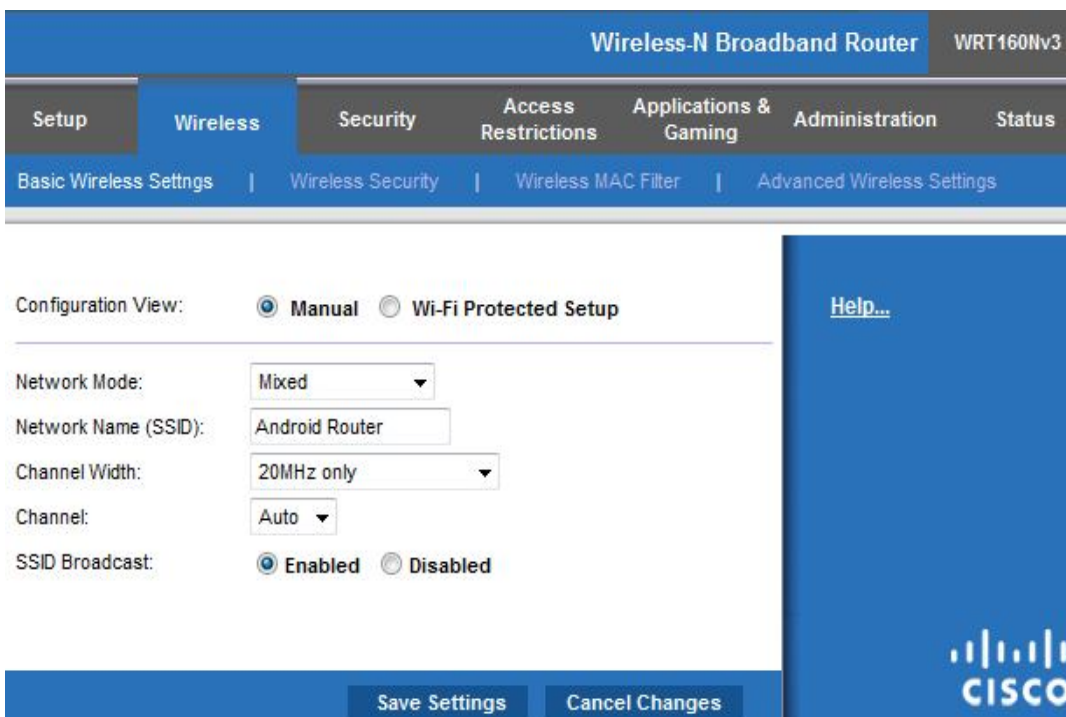 Wireless-N Broadband Router WRT160Nv3
Setup Wireless Security Access Restrictions Applications & Gaming Administration Status
Basic Wireless Settngs | Wireless Security | Wireless MAC Filter | Advanced Wireless Settings
Configuration View: Manual Wi-Fi Protected Setup
Help...
Network Mode: Mixed
Network Name (SSID): Android Router
Channel Width: 20MHz only
Channel: Auto
SSID Broadcast: Enabled Disabled
Save Settings Cancel Changes
CISCO